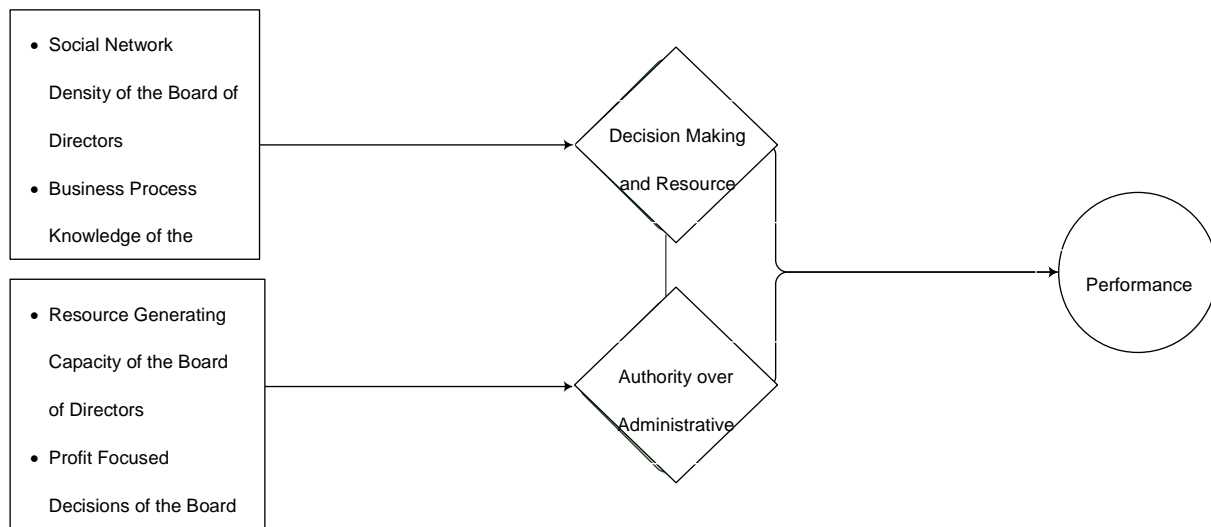 • Social Network
Density of the Board of
Directors
• Business Process
Knowledge of the
• Resource Generating
Capacity of the Board
of Directors
• Profit Focused
Decisions of the Board
Decision Making
and Resource
Authority over
Administrative
Performance